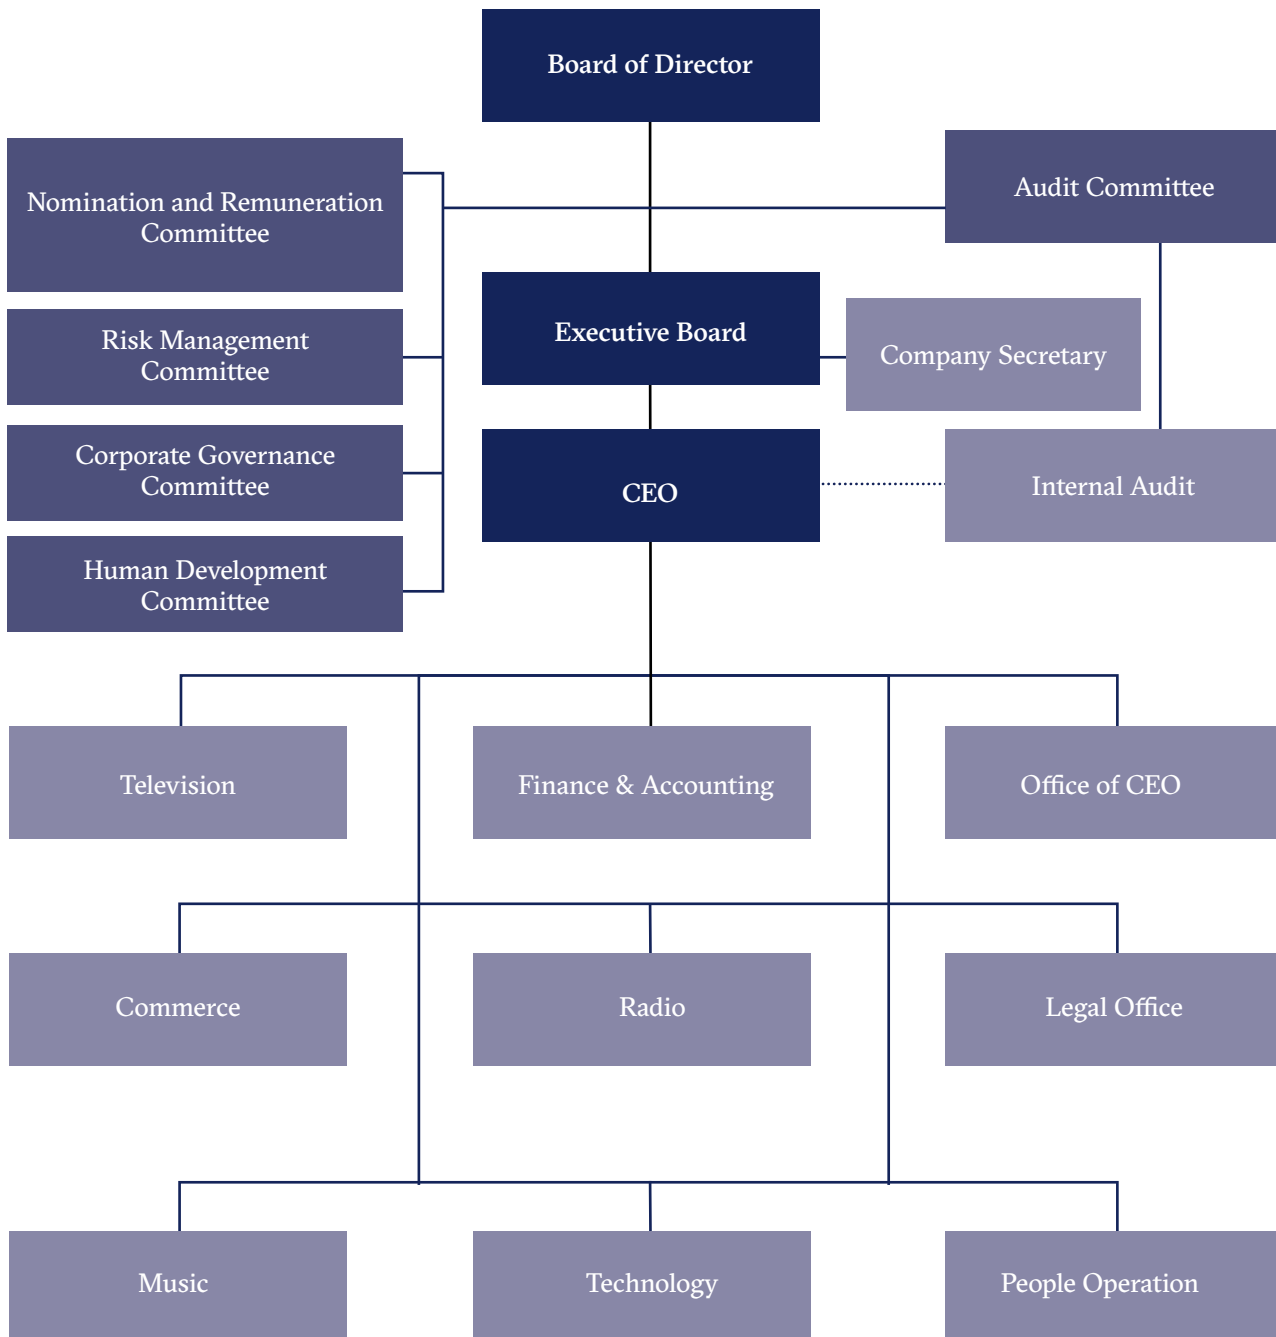 Board of Director
Nomination and Remuneration
Committee
Audit Committee
Risk Management
Committee
Executive Board
Company Secretary
Corporate Governance
Committee
CEO
Internal Audit
Human Development
Committee
Television
Finance & Accounting
Office of CEO
Commerce
Radio
Legal Office
Music
Technology
People Operation